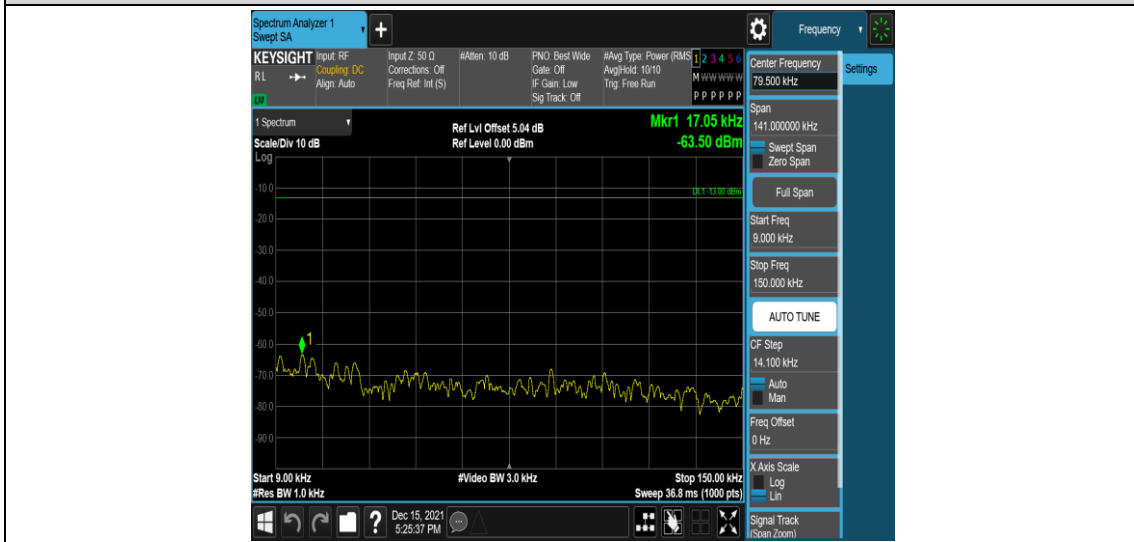 Spectrum Analyzer 1
Swept SA
+
Frequency
KEYSIGHT
Input: RF
Input Z: 50 Ω
#Atten: 10 dB
PNO: Best Wide
#Avg Type: Power (RMS
1 2 3 4 5 6
R L
Coupling: DC
Corrections: Off
Gate: Off
Avg|Hold: 10/10
M W W W W W
Align: Auto
Freq Ref: Int (S)
IF Gain: Low
Trig: Free Run
Sig Track: Off
P P P P P P
LXI
1 Spectrum
Ref Lvl Offset 5.04 dB
Mkr1 17.05 kHz
Scale/Div 10 dB
Ref Level 0.00 dBm
-63.50 dBm
Log
DL1 -13.00 dBm
-10.0
-20.0
-30.0
-40.0
-50.0
-60.0
1
-70.0
-80.0
-90.0
Start 9.00 kHz
#Video BW 3.0 kHz
Stop 150.00 kHz
#Res BW 1.0 kHz
Sweep 36.8 ms (1000 pts)
Center Frequency
79.500 kHz
Settings
Span
141.000000 kHz
Swept Span
Zero Span
Full Span
Start Freq
9.000 kHz
Stop Freq
150.000 kHz
AUTO TUNE
CF Step
14.100 kHz
Auto
Man
Freq Offset
0 Hz
X Axis Scale
Log
Lin
Signal Track
(Span Zoom)
?
Dec 15, 2021
5:25:37 PM